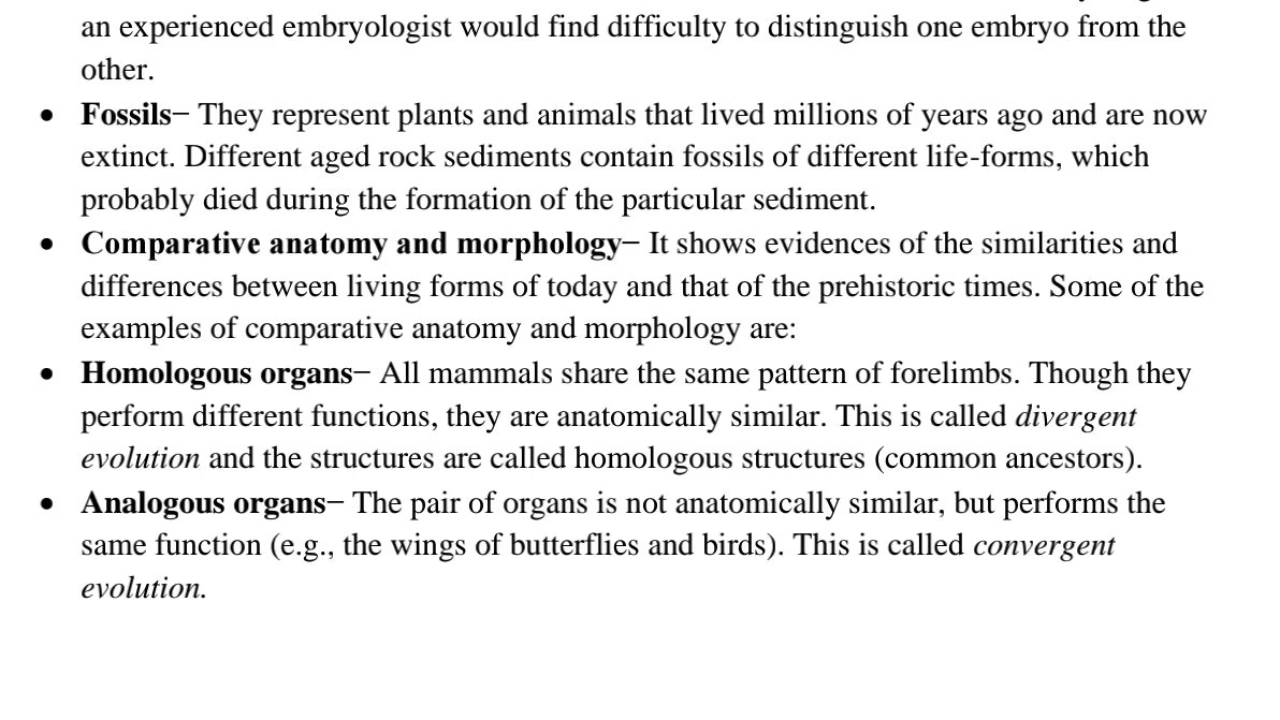 an experienced embryologist would find difficulty to distinguish one embryo from the
other.
• Fossils− They represent plants and animals that lived millions of years ago and are now
extinct. Different aged rock sediments contain fossils of different life-forms, which
probably died during the formation of the particular sediment.
• Comparative anatomy and morphology− It shows evidences of the similarities and
differences between living forms of today and that of the prehistoric times. Some of the
examples of comparative anatomy and morphology are:
• Homologous organs− All mammals share the same pattern of forelimbs. Though they
perform different functions, they are anatomically similar. This is called divergent
evolution and the structures are called homologous structures (common ancestors).
• Analogous organs− The pair of organs is not anatomically similar, but performs the
same function (e.g., the wings of butterflies and birds). This is called convergent
evolution.